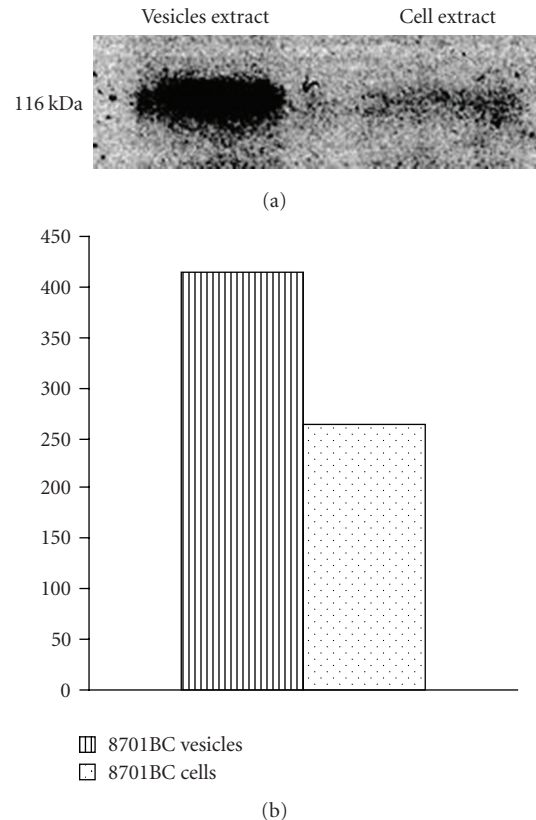 Vesicles extract Cell extract
116 kDa
(a)
450
400
350
300
250
200
150
100
50
0
8701BC vesicles
8701BC cells
(b)